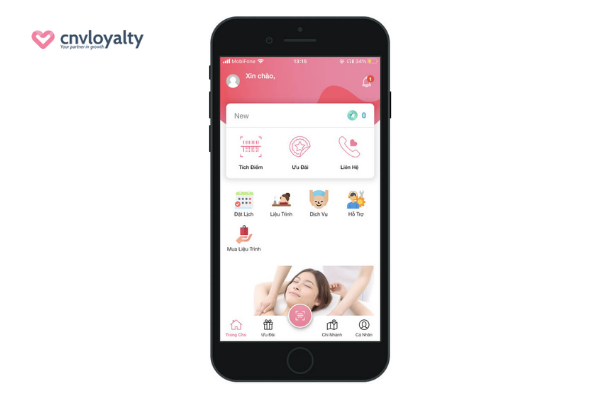 cnvloyalty
Your partner in growth
MobiFone 13:15 34%
Xin chào,
1
New 0
Tích Điểm Ưu Đãi Liên Hệ
Đặt Lịch Liệu Trình Dịch Vụ Hỗ Trợ
Mua Liệu Trình
Trang Chủ Ưu Đãi Chi Nhánh Cá Nhân